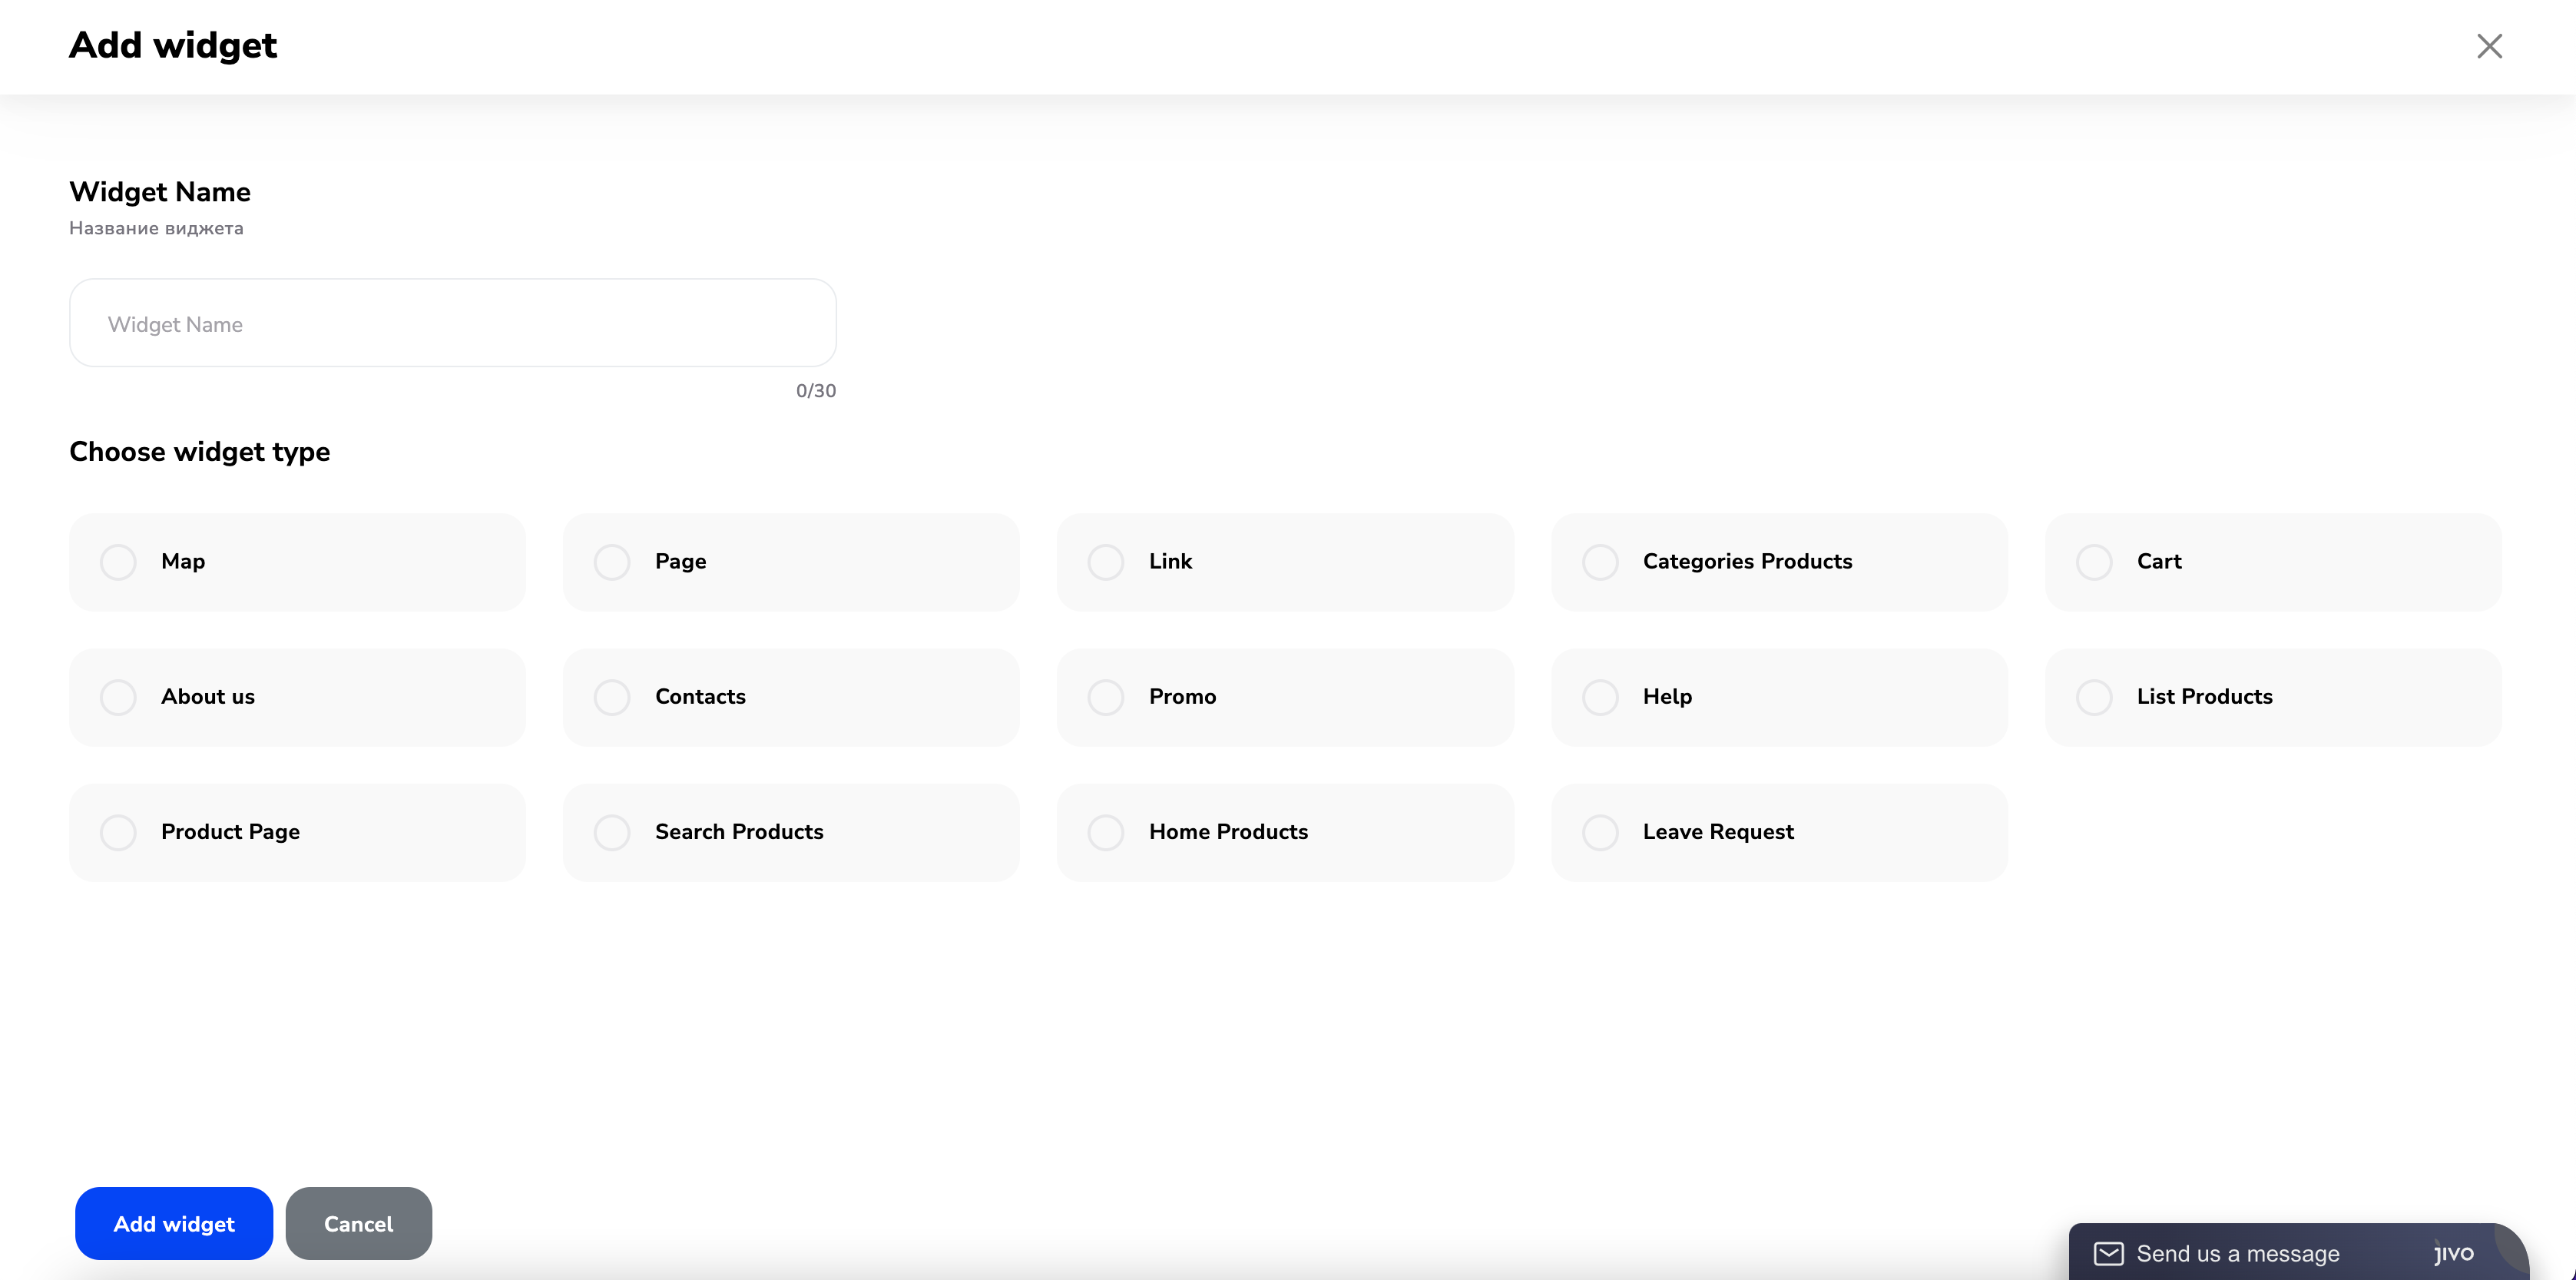 Add widget
Widget Name
Название виджета
Widget Name
0/30
Choose widget type
Map
Page
Link
Categories Products
Cart
About us
Contacts
Promo
Help
List Products
Product Page
Search Products
Home Products
Leave Request
Add widget
Cancel
Send us a message
jivo